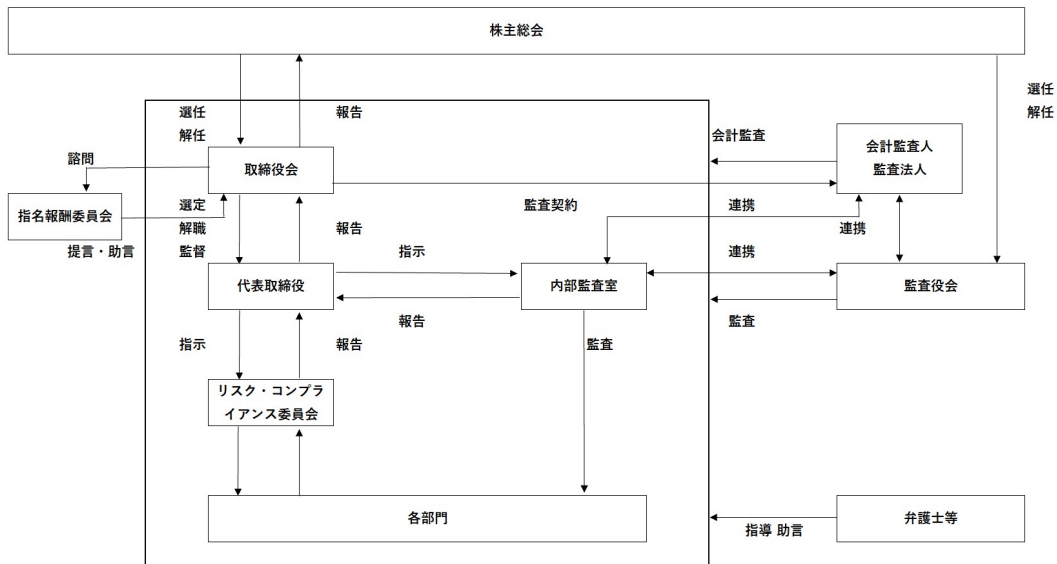 株主総会
選任
解任
選任
解任
報告
会計監査
会計監査人
監査法人
諮問
取締役会
指名報酬委員会
選定
解職
監督
監査契約
連携
報告
連携
提言・助言
指示
連携
代表取締役
内部監査室
監査役会
報告
監査
指示
報告
監査
リスク・コンプラ
イアンス委員会
各部門
弁護士等
指導 助言